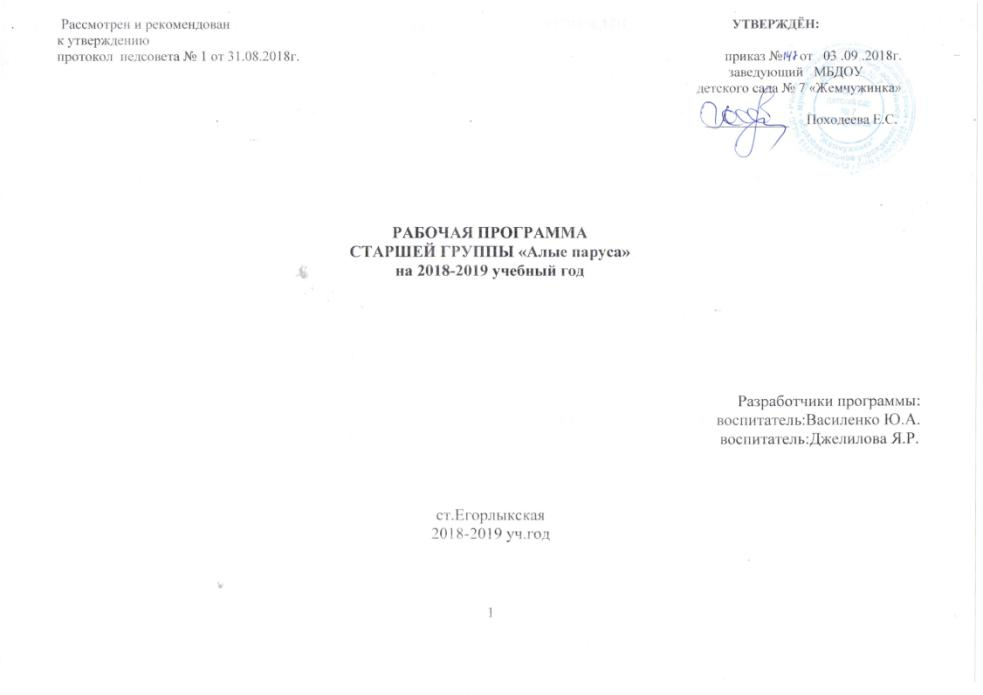 Рассмотрен и рекомендован
к утверждению
протокол педсовета № 1 от 31.08.2018г.
УТВЕРЖДЁН:
приказ №147 от 03 .09 .2018г.
заведующий МБДОУ
детского сада № 7 «Жемчужинка»
Походеева Е.С.
РАБОЧАЯ ПРОГРАММА
СТАРШЕЙ ГРУППЫ «Алые паруса»
на 2018-2019 учебный год
Разработчики программы:
воспитатель:Василенко Ю.А.
воспитатель:Джелилова Я.Р.
ст.Егорлыкская
2018-2019 уч.год
1